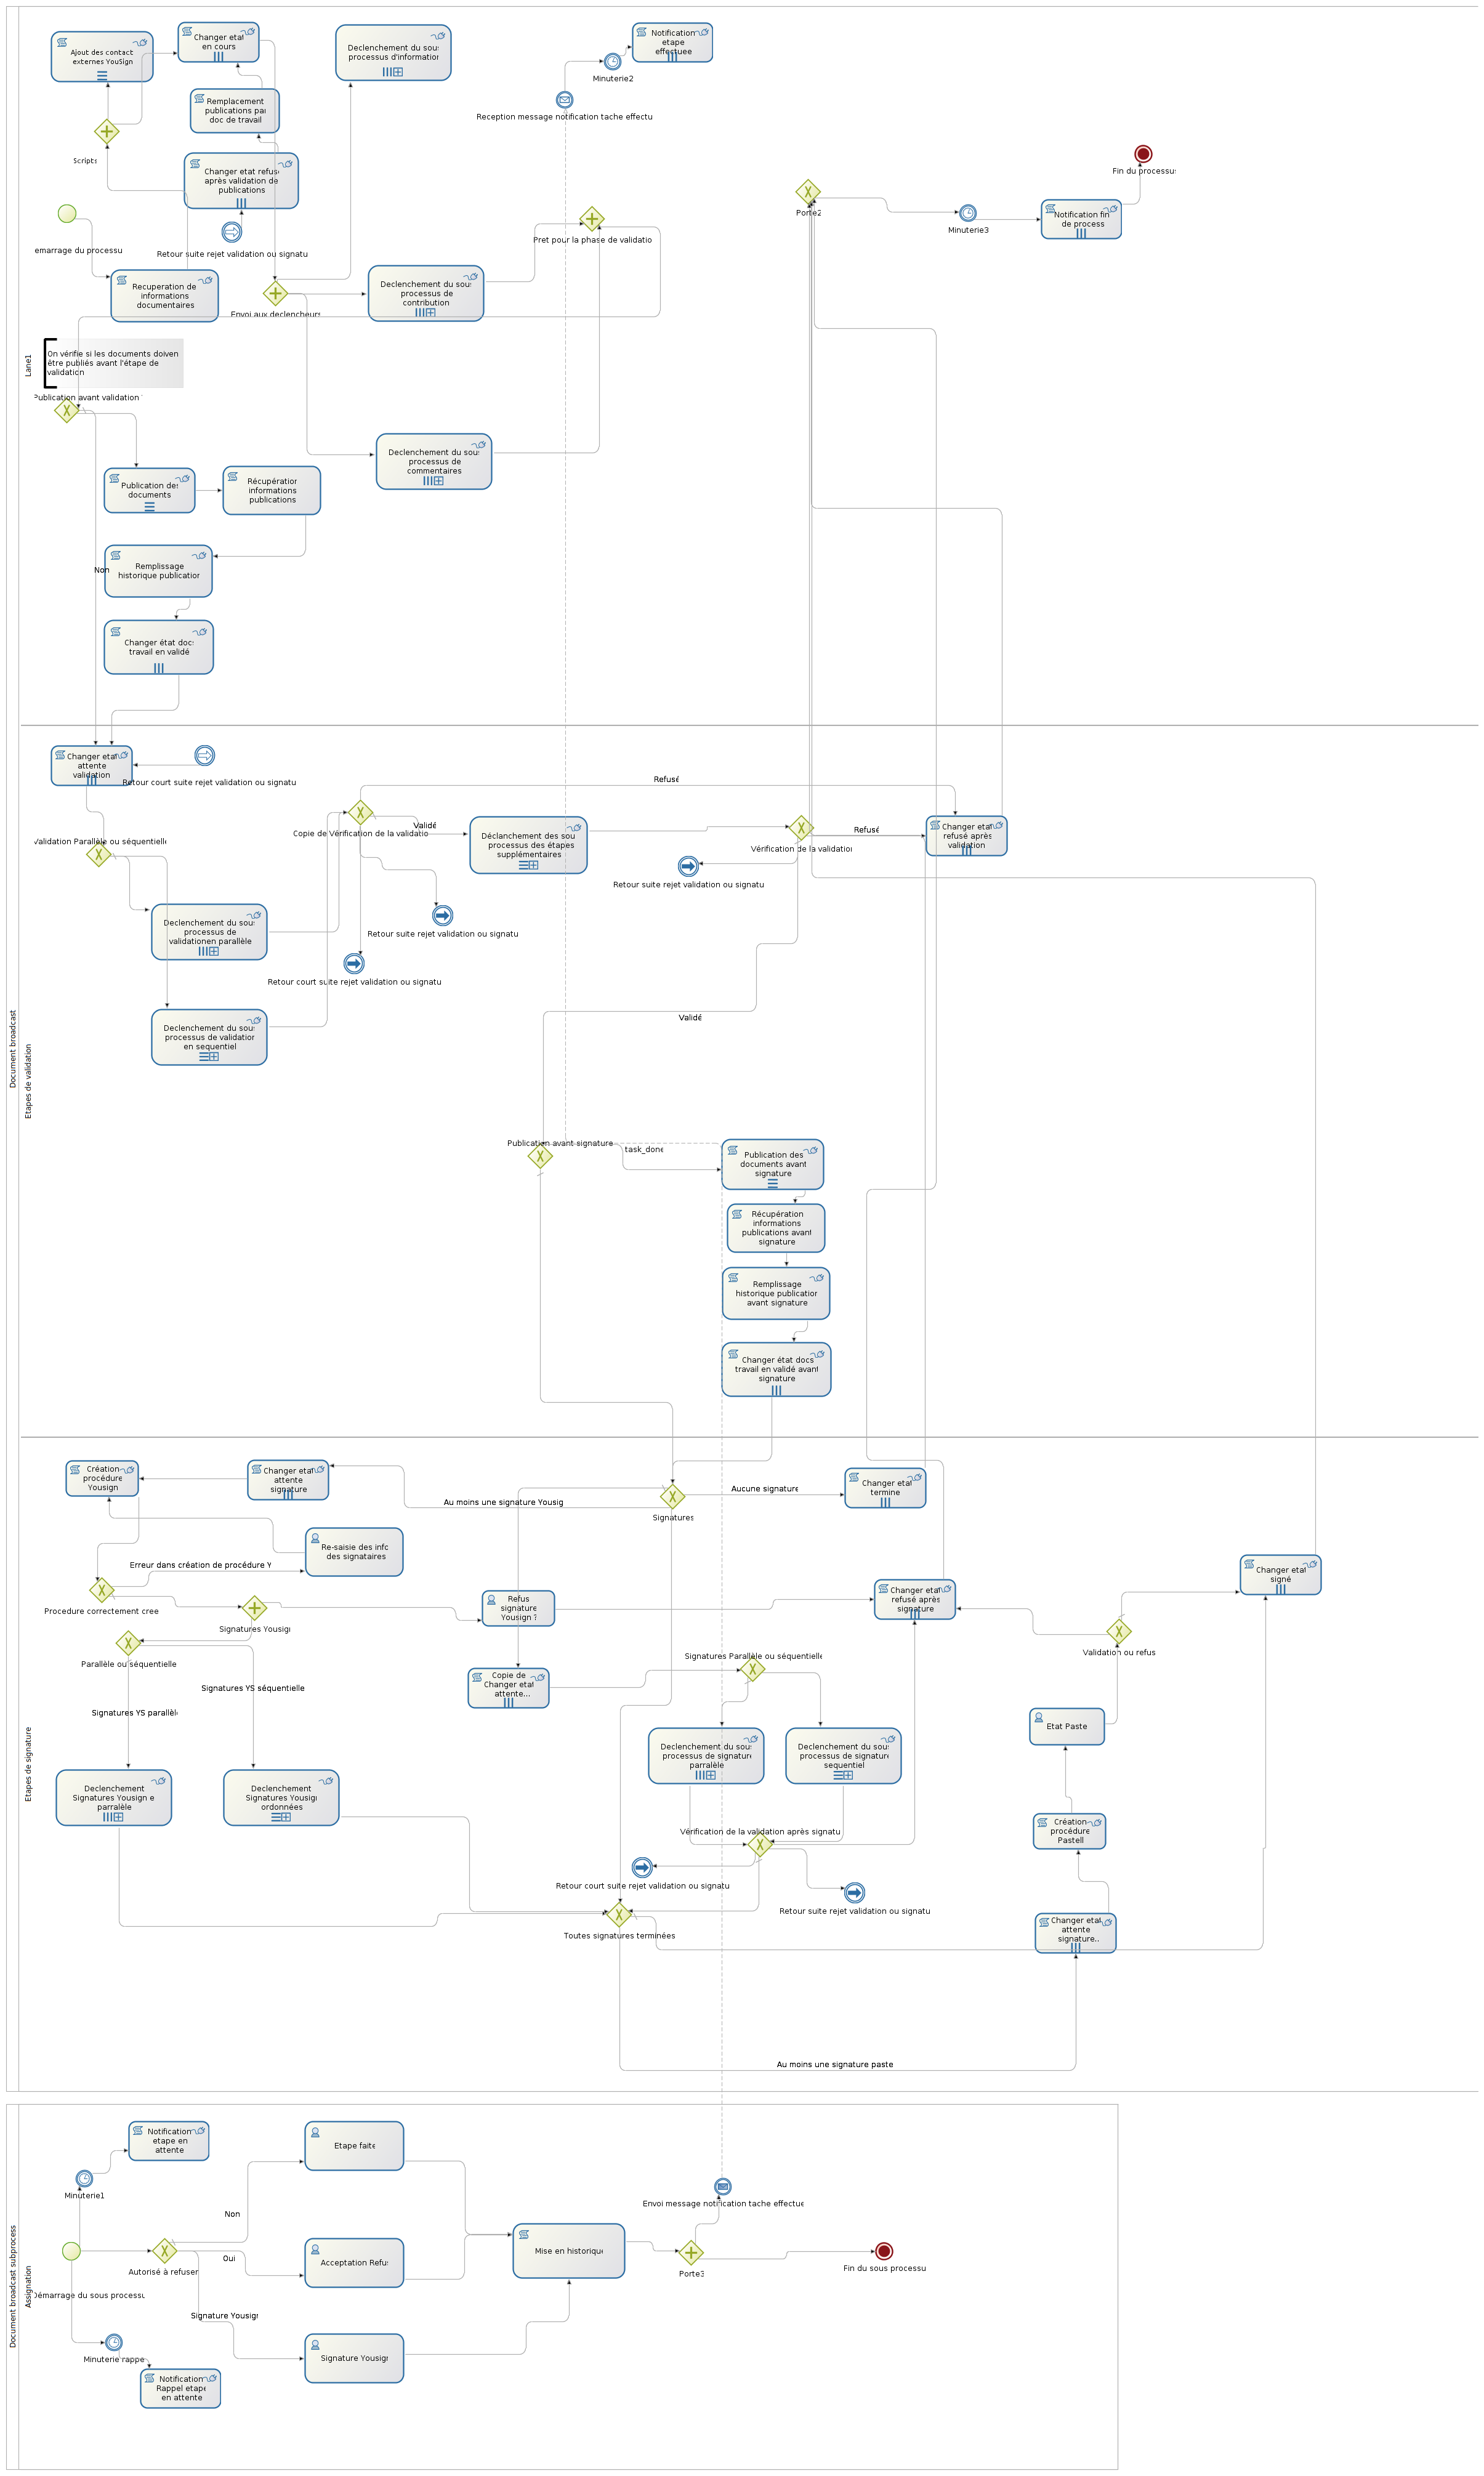 Document broadcast
Lane1
Ajout des contact
externes YouSign
Changer etat
en cours
Declenchement du sous
processus d'information
Notification
etape
effectuee
Minuterie2
Reception message notification tache effectu
Remplacement
publications par
doc de travail
Scripts
Changer etat refusé
après validation de
publications
Fin du processus
Porte2
Minuterie3
Notification fin
de process
Pret pour la phase de validatio
emarrage du processu
Retour suite rejet validation ou signatu
Recuperation de
informations
documentaires
Envoi aux declencheurs
Declenchement du sous
processus de
contribution
On vérifie si les documents doiven
être publiés avant l'étape de
validation
Publication avant validation
Declenchement du sous
processus de
commentaires
Publication des
documents
Récupération
informations
publications
Non
Remplissage
historique publication
Changer état docs
travail en validé
Etapes de validation
Changer etat
attente
validation
Retour court suite rejet validation ou signatu
Refusé
Validation Parallèle ou séquentielle
Copie de Vérification de la validatio
Validé
Déclanchement des sou
processus des étapes
supplémentaires
Vérification de la validation
Refusé
Changer etat
refusé après
validation
Retour suite rejet validation ou signatu
Declenchement du sous
processus de
validationen parallèle
Retour suite rejet validation ou signatu
Retour court suite rejet validation ou signatu
Declenchement du sous
processus de validation
en sequentiel
Validé
Publication avant signature
task_done
Publication des
documents avant
signature
Récupération
informations
publications avant
signature
Remplissage
historique publication
avant signature
Changer état docs
travail en validé avant
signature
Etapes de signature
Création
procédure
Yousign
Changer etat
attente
signature
Au moins une signature Yousig
Signatures
Aucune signature
Changer etat
termine
Re-saisie des info
des signataires
Erreur dans création de procédure Y
Procedure correctement cree
Signatures Yousign
Refus
signature
Yousign ?
Changer etat
refusé après
signature
Changer etat
signé
Validation ou refus
Parallèle ou séquentielle
Signatures YS séquentielle
Signatures YS parralèle
Copie de
Changer etat
attente...
Signatures Parallèle ou séquentielle
Etat Paste
Declenchement
Signatures Yousign e
parralèle
Declenchement
Signatures Yousign
ordonnées
Declenchement du sous
processus de signature
parralèle
Declenchement du sous
processus de signature
sequentiel
Vérification de la validation après signatu
Création
procédure
Pastell
Retour court suite rejet validation ou signatu
Retour suite rejet validation ou signatu
Toutes signatures terminées
Changer etat
attente
signature..
Au moins une signature paste
Document broadcast subprocess
Assignation
Notification
etape en
attente
Minuterie1
Etape faite
Non
Envoi message notification tache effectue
Autorisé à refuser
Oui
Acceptation Refus
Mise en historique
Porte3
Fin du sous processu
Démarrage du sous processu
Signature Yousign
Minuterie rappe
Signature Yousign
Notification
Rappel etape
en attente